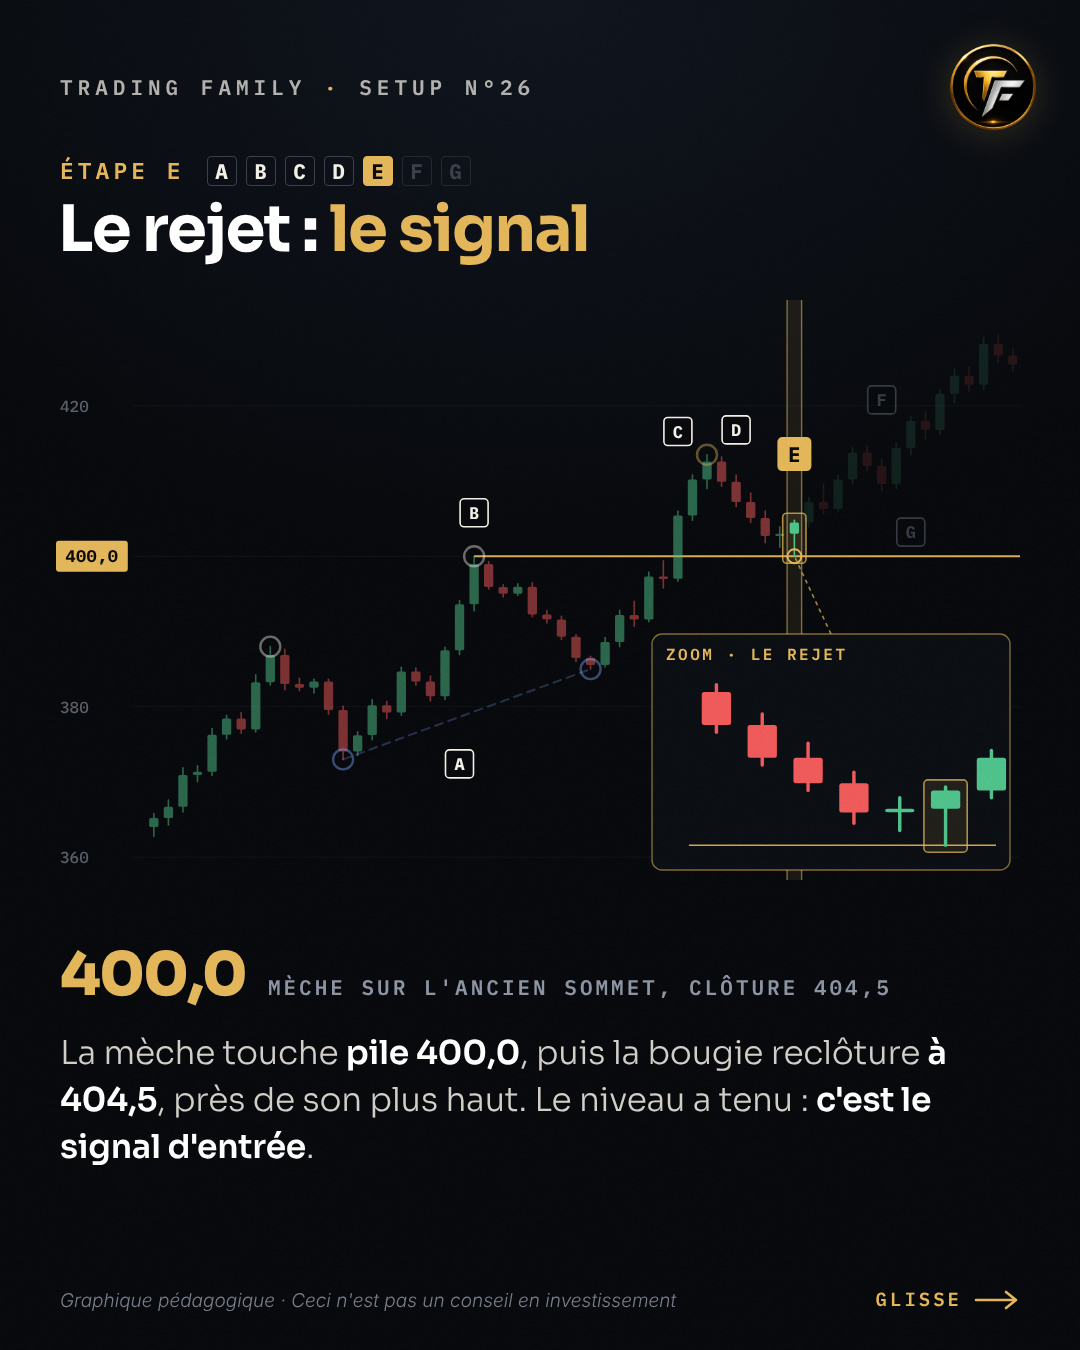 TRADING FAMILY · SETUP N°26
TF
ÉTAPE E A B C D E F G
Le rejet : le signal
420
F
C D
E
B
G
400,0
ZOOM · LE REJET
380
A
360
400,0 MÈCHE SUR L'ANCIEN SOMMET, CLÔTURE 404,5
La mèche touche pile 400,0, puis la bougie reclôture à
404,5, près de son plus haut. Le niveau a tenu : c'est le
signal d'entrée.
Graphique pédagogique · Ceci n'est pas un conseil en investissement
GLISSE →